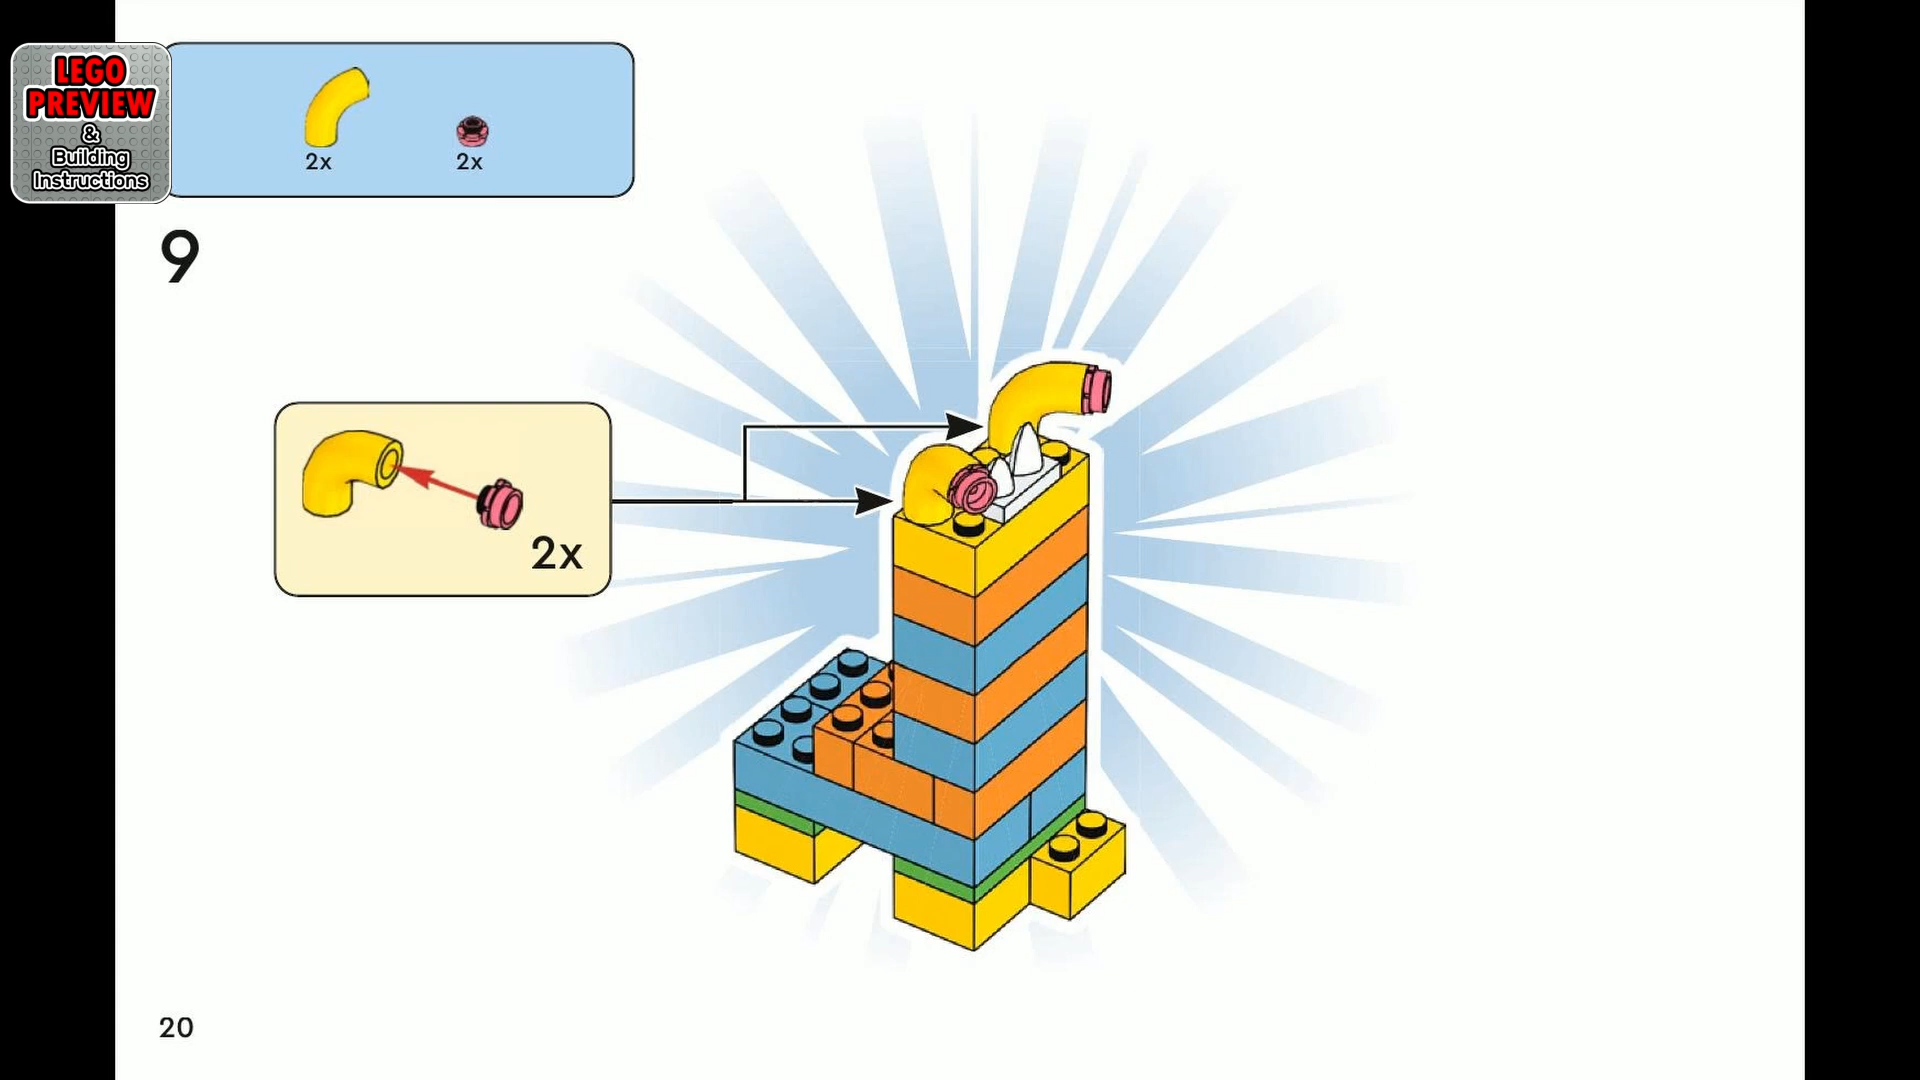 LEGO
PREVIEW
&
Building
Instructions
2x
2x
9
2x
20